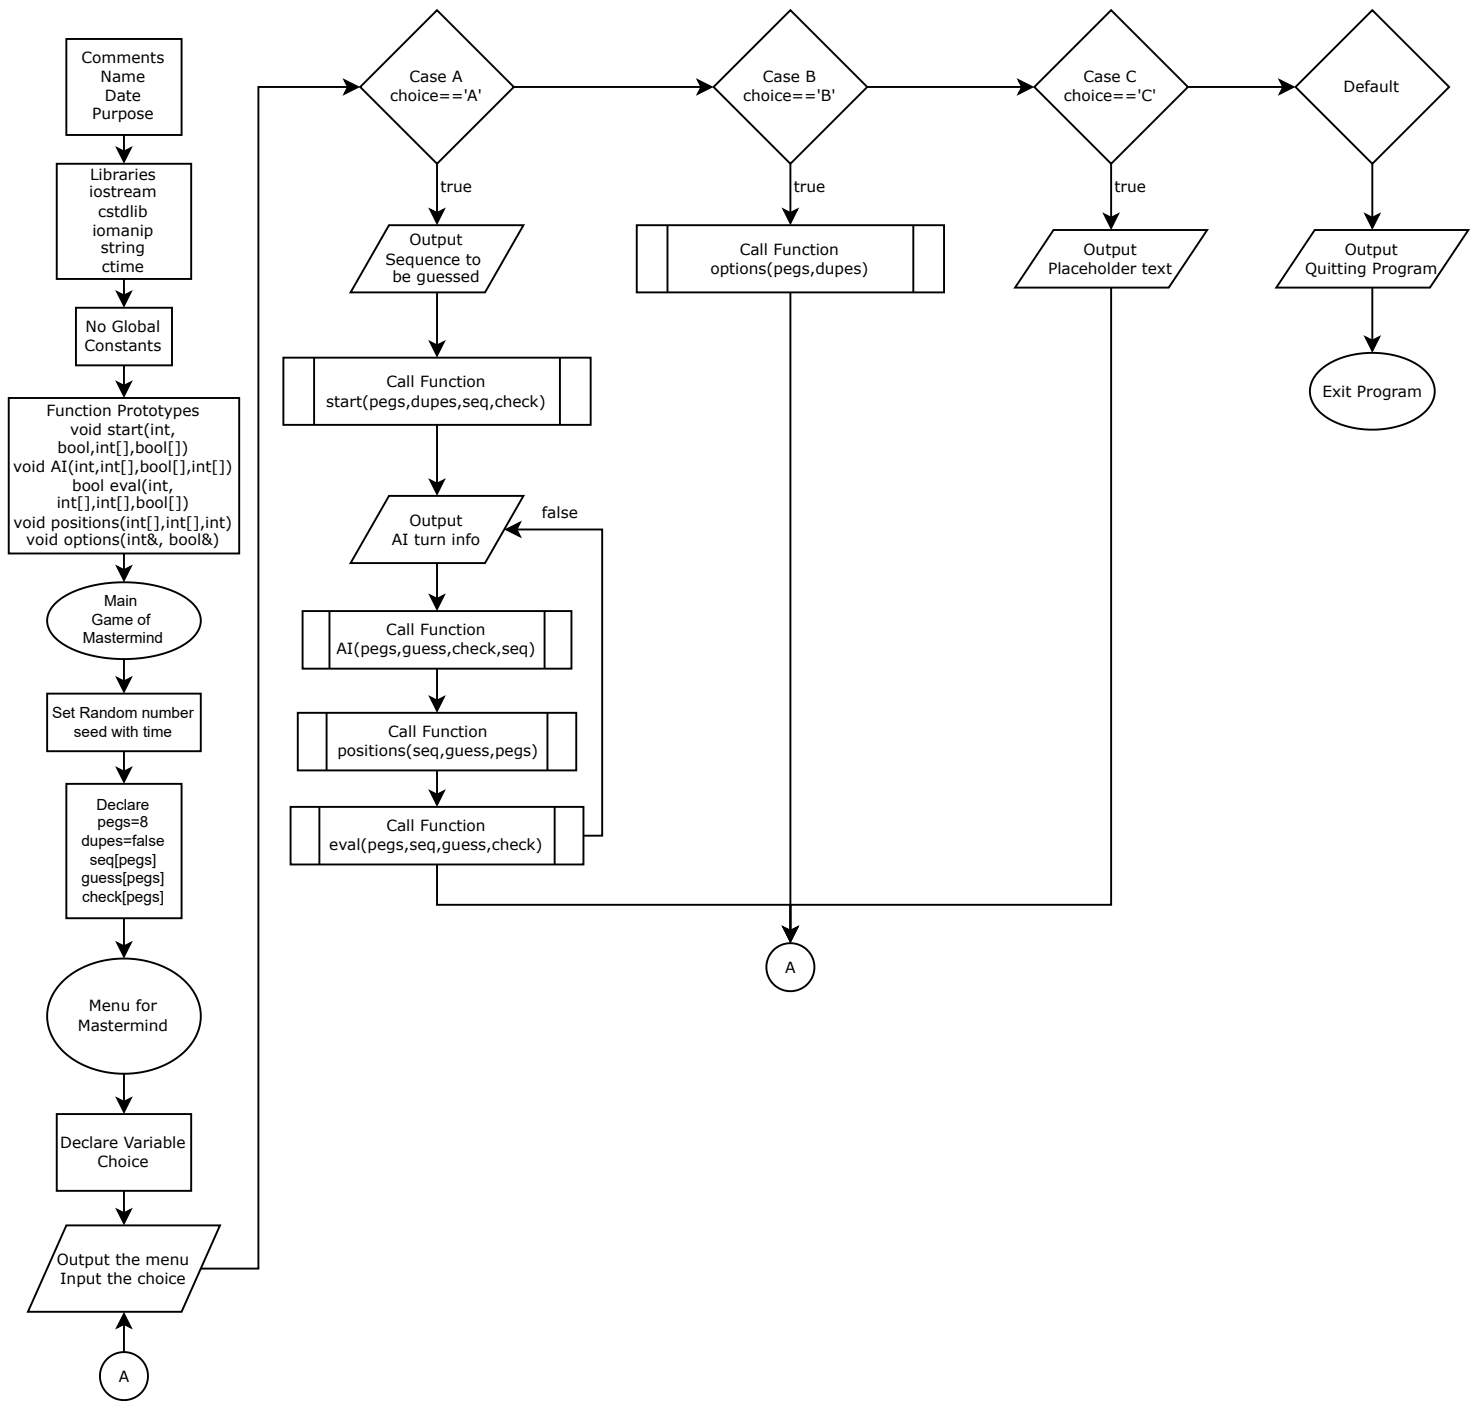 Comments
Name
Date
Purpose
Libraries
iostream
cstdlib
iomanip
string
ctime
No Global
Constants
Function Prototypes
void start(int,
bool,int[],bool[])
void AI(int,int[],bool[],int[])
bool eval(int,
int[],int[],bool[])
void positions(int[],int[],int)
void options(int&, bool&)
Main
Game of
Mastermind
Set Random number
seed with time
Declare
pegs=8
dupes=false
seq[pegs]
guess[pegs]
check[pegs]
Menu for
Mastermind
Declare Variable
Choice
Output the menu
Input the choice
A
Case A
choice=='A'
true
Output
Sequence to
be guessed
Call Function
start(pegs,dupes,seq,check)
Output
AI turn info
false
Call Function
AI(pegs,guess,check,seq)
Call Function
positions(seq,guess,pegs)
Call Function
eval(pegs,seq,guess,check)
Case B
choice=='B'
true
Call Function
options(pegs,dupes)
A
Case C
choice=='C'
true
Output
Placeholder text
Default
Output
Quitting Program
Exit Program